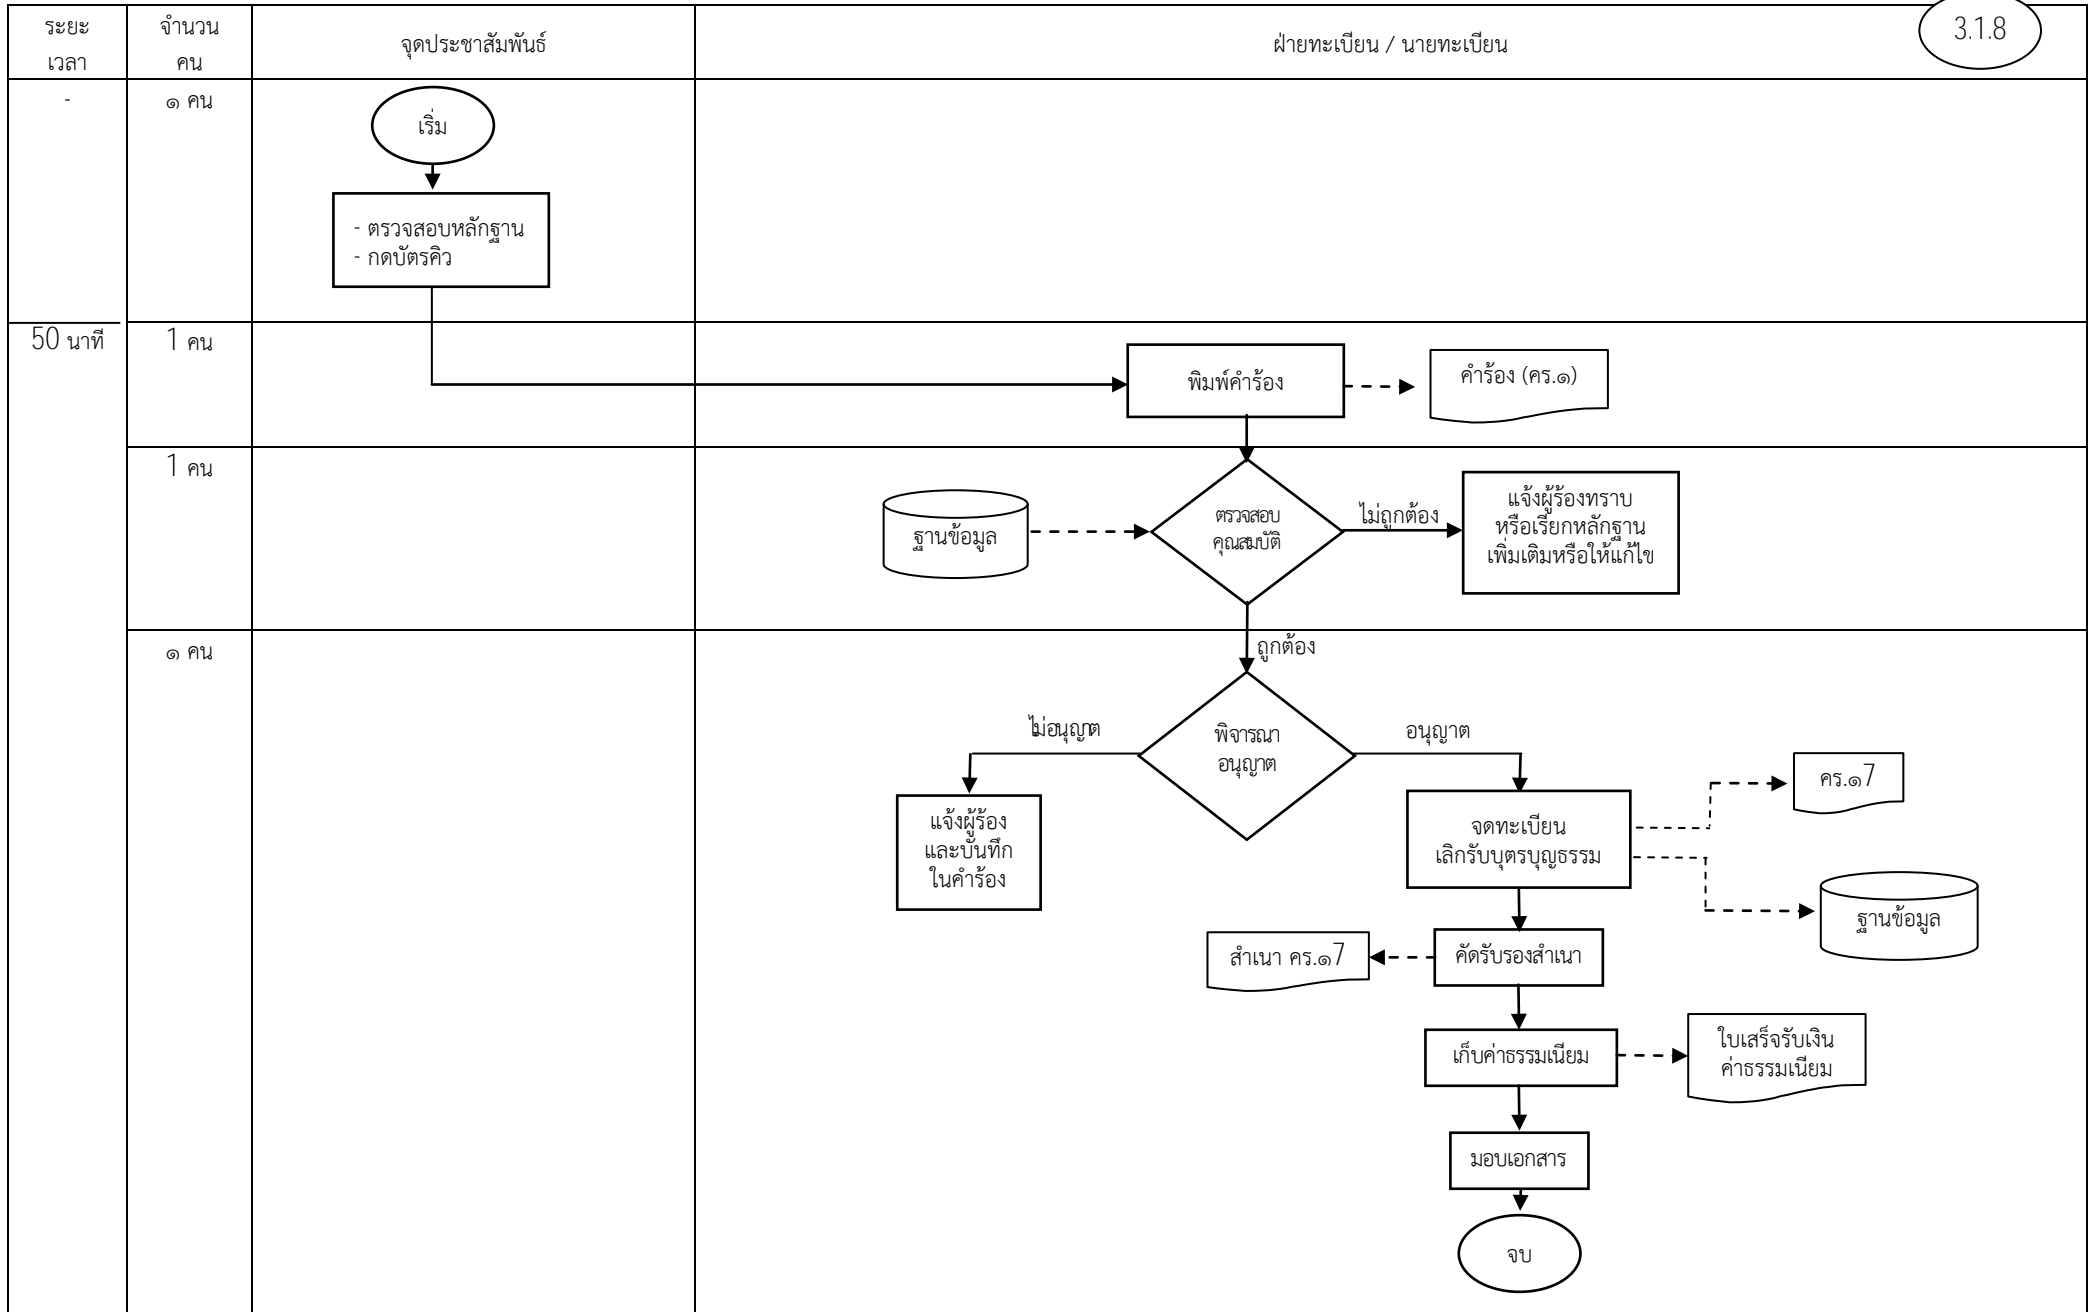 ระยะ
เวลา
จำนวน
คน
จุดประชาสัมพันธ์
ฝ่ายทะเบียน / นายทะเบียน
3.1.8
-
๑ คน
เริ่ม
- ตรวจสอบหลักฐาน
- กดบัตรคิว
50 นาที
1 คน
พิมพ์คำร้อง
คำร้อง (คร.๑)
1 คน
ฐานข้อมูล
ตรวจสอบ
คุณสมบัติ
ไม่ถูกต้อง
แจ้งผู้ร้องทราบ
หรือเรียกหลักฐาน
เพิ่มเติมหรือให้แก้ไข
๑ คน
ถูกต้อง
ไม่อนุญาต
พิจารณา
อนุญาต
อนุญาต
แจ้งผู้ร้อง
และบันทึก
ในคำร้อง
จดทะเบียน
เลิกรับบุตรบุญธรรม
คร.๑7
ฐานข้อมูล
สำเนา คร.๑7
คัดรับรองสำเนา
เก็บค่าธรรมเนียม
ใบเสร็จรับเงิน
ค่าธรรมเนียม
มอบเอกสาร
จบ